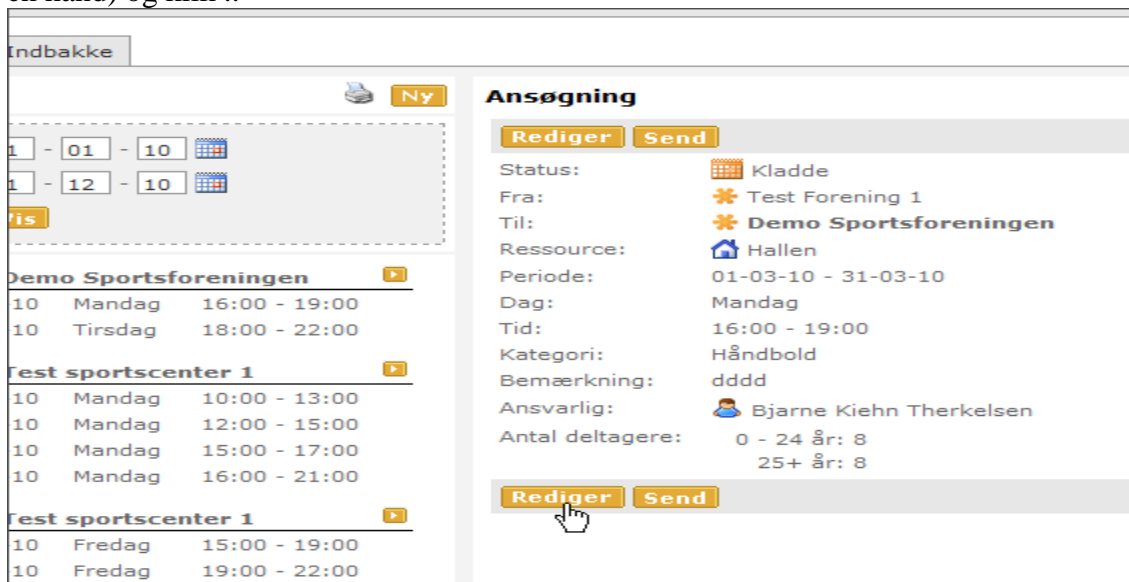 Indbakke
Ny
1 - 01 - 10
1 - 12 - 10
Vis
Demo Sportsforeningen
10 Mandag 16:00 - 19:00
10 Tirsdag 18:00 - 22:00
Test sportscenter 1
10 Mandag 10:00 - 13:00
10 Mandag 12:00 - 15:00
10 Mandag 15:00 - 17:00
10 Mandag 16:00 - 21:00
Test sportscenter 1
10 Fredag 15:00 - 19:00
10 Fredag 19:00 - 22:00
Ansøgning
Rediger Send
Status: Kladde
Fra: Test Forening 1
Til: Demo Sportsforeningen
Ressource: Hallen
Periode: 01-03-10 - 31-03-10
Dag: Mandag
Tid: 16:00 - 19:00
Kategori: Håndbold
Bemærkning: dddd
Ansvarlig: Bjarne Kiehn Therkelsen
Antal deltagere: 0 - 24 år: 8
25+ år: 8
Rediger Send